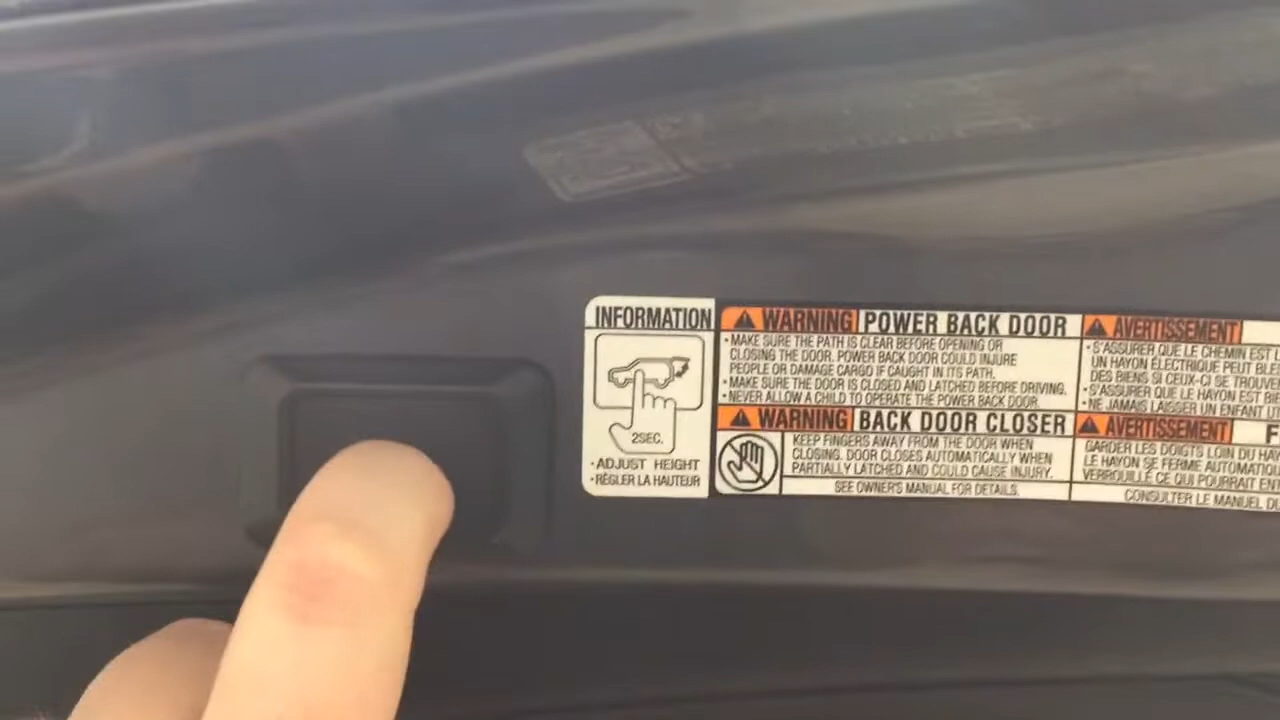 INFORMATION
2SEC.
·ADJUST HEIGHT
·RÈGLER LA HAUTEUR
WARNING POWER BACK DOOR
·MAKE SURE THE PATH IS CLEAR BEFORE OPENING OR
CLOSING THE DOOR. POWER BACK DOOR COULD INJURE
PEOPLE OR DAMAGE CARGO IF CAUGHT IN ITS PATH.
·MAKE SURE THE DOOR IS CLOSED AND LATCHED BEFORE DRIVING.
·NEVER ALLOW A CHILD TO OPERATE THE POWER BACK DOOR.
WARNING BACK DOOR CLOSER
KEEP FINGERS AWAY FROM THE DOOR WHEN
CLOSING. DOOR CLOSES AUTOMATICALLY WHEN
PARTIALLY LATCHED AND COULD CAUSE INJURY.
SEE OWNER'S MANUAL FOR DETAILS.
AVERTISSEMENT
·S'ASSURER QUE LE CHEMIN EST
UN HAYON ÉLECTRIQUE PEUT
DES BIENS SI CEUX-CI SE
·S'ASSURER QUE LE HAYON EST
·NE JAMAIS LAISSER UN ENFANT
AVERTISSEMENT F
GARDER LES DOIGTS LOIN DU
LE HAYON SE FERME
VERROUILLÉ CE QUI POURRAIT
CONSULTER LE MANUEL